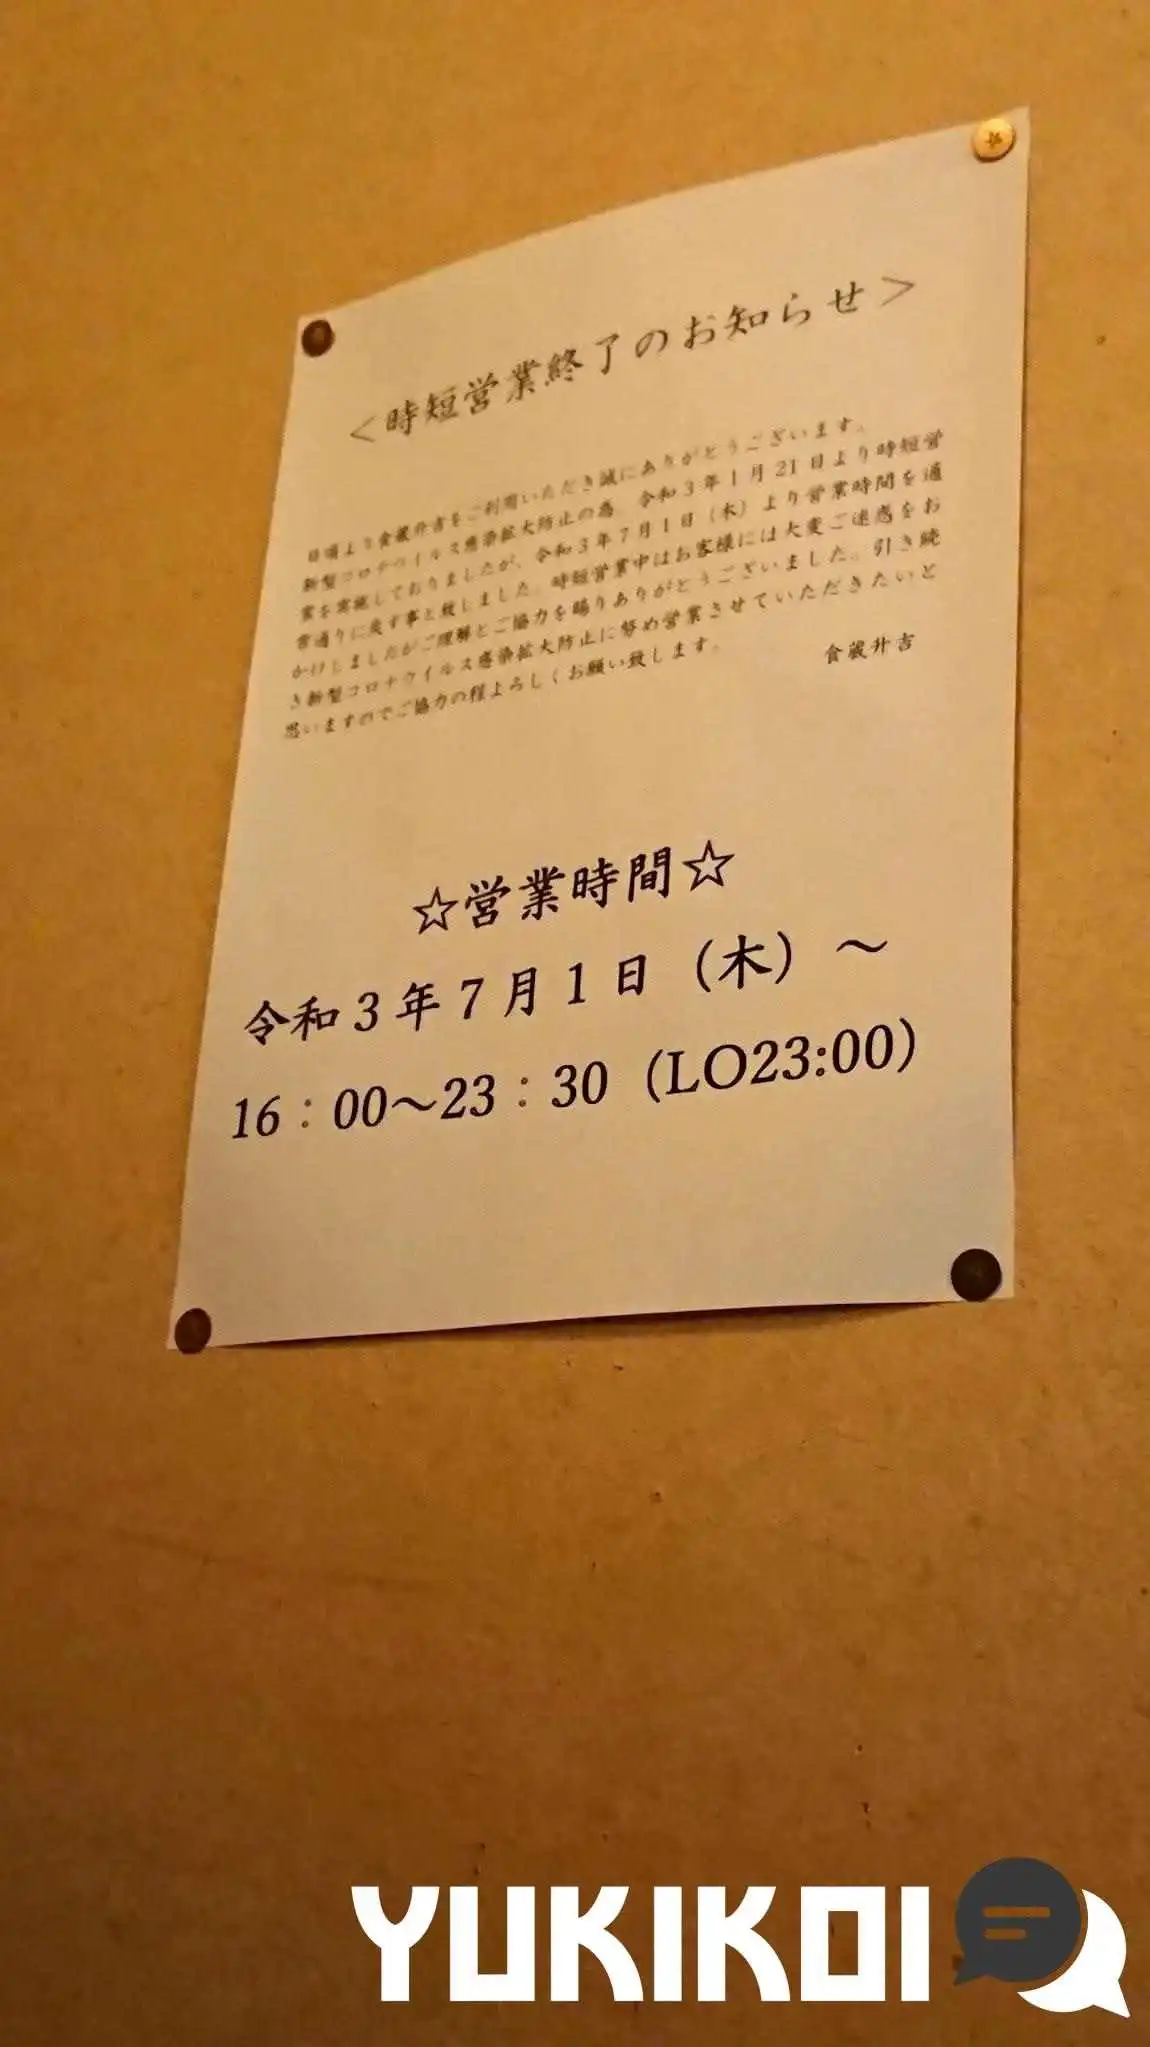 ＜時短営業終了のお知らせ＞
日頃より食蔵升吉をご利用いただき誠にありがとうございます。
新型コロナウイルス感染拡大防止の為、令和3年1月21日より時短営
業を実施しておりましたが、令和3年7月1日（木）より営業時間を通
常通りに戻す事と致しました。時短営業中はお客様には大変ご迷惑をお
かけしましたがご理解とご協力を賜りありがとうございました。引き続
き新型コロナウイルス感染拡大防止に努め営業させていただきたいと
思いますのでご協力の程よろしくお願い致します。
食蔵升吉
☆営業時間☆
令和3年7月1日（木）～
16：00～23：30（LO23:00）
YUKIKOI